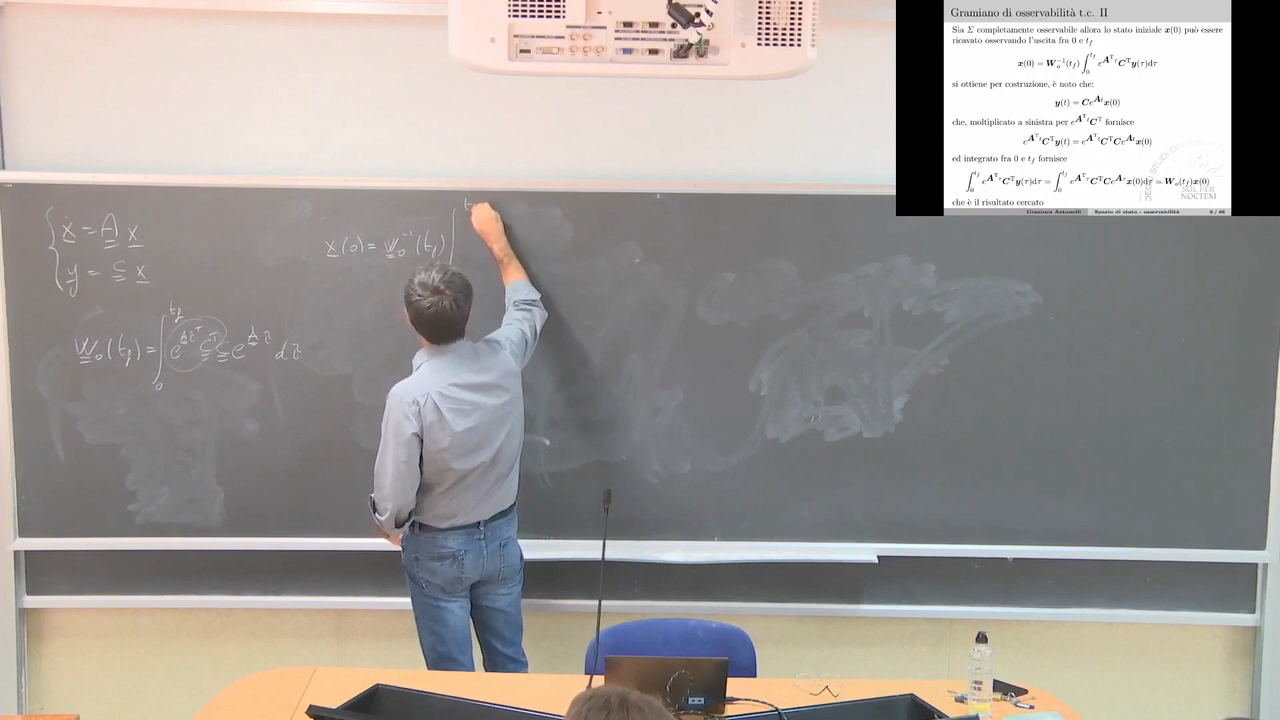 Gramiano di osservabilità t.c. II
Sia Σ completamente osservabile allora lo stato iniziale x(0) può essere
ricavato osservando l'uscita fra 0 e t_f
x(0) = W_o^{-1}(t_f) ∫_0^{t_f} e^{A^T τ} C^T y(τ)dτ
si ottiene per costruzione, è noto che:
y(t) = Ce^{At}x(0)
che, moltiplicato a sinistra per e^{A^T t}C^T fornisce
e^{A^T t}C^T y(t) = e^{A^T t}C^T Ce^{At}x(0)
ed integrato fra 0 e t_f fornisce
∫_0^{t_f} e^{A^T τ}C^T y(τ)dτ = ∫_0^{t_f} e^{A^T τ}C^T Ce^{Aτ}x(0)dτ = W_o(t_f)x(0)
che è il risultato cercato
SOL PER
NOCTEM
Gianluca Antonelli Spazio di stato - osservabilità 9/46
ẋ = A x
y = C x
W_o(t_f) = ∫_0^{t_f} e^{Aτ^T} C^T C e^{Aτ} dτ
x(0) = W_o^{-1}(t_f) ∫ t